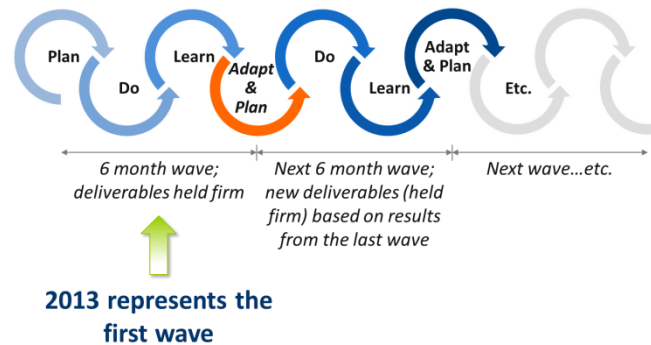 Plan
Do
Learn
Adapt
&
Plan
Do
Learn
Adapt
& Plan
Etc.
6 month wave;
deliverables held firm
Next 6 month wave;
new deliverables (held
firm) based on results
from the last wave
Next wave...etc.
2013 represents the
first wave